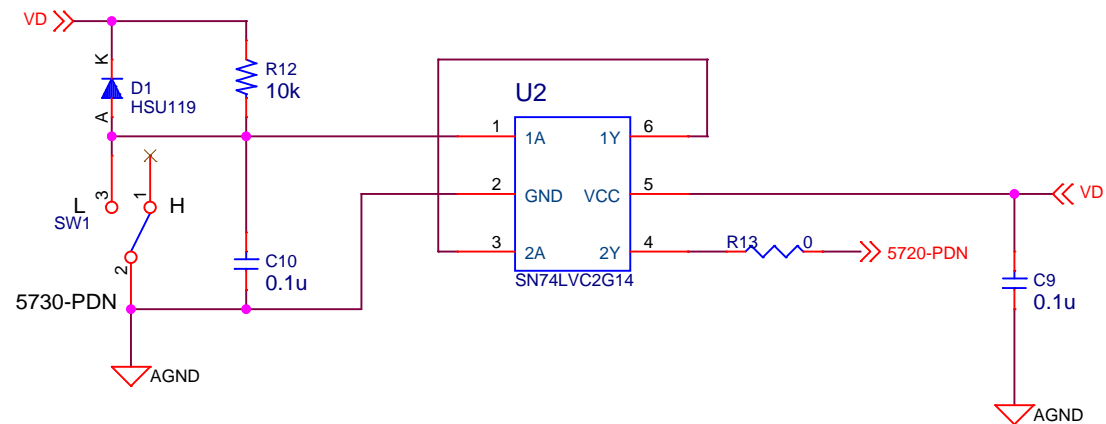 VD
K
D1
HSU119
A
R12
10k
U2
1
1A
1Y
6
2
GND
VCC
5
VD
3
2A
2Y
4
SN74LVC2G14
R13
0
5720-PDN
3
1
L
H
SW1
2
C10
0.1u
C9
0.1u
5730-PDN
AGND
AGND